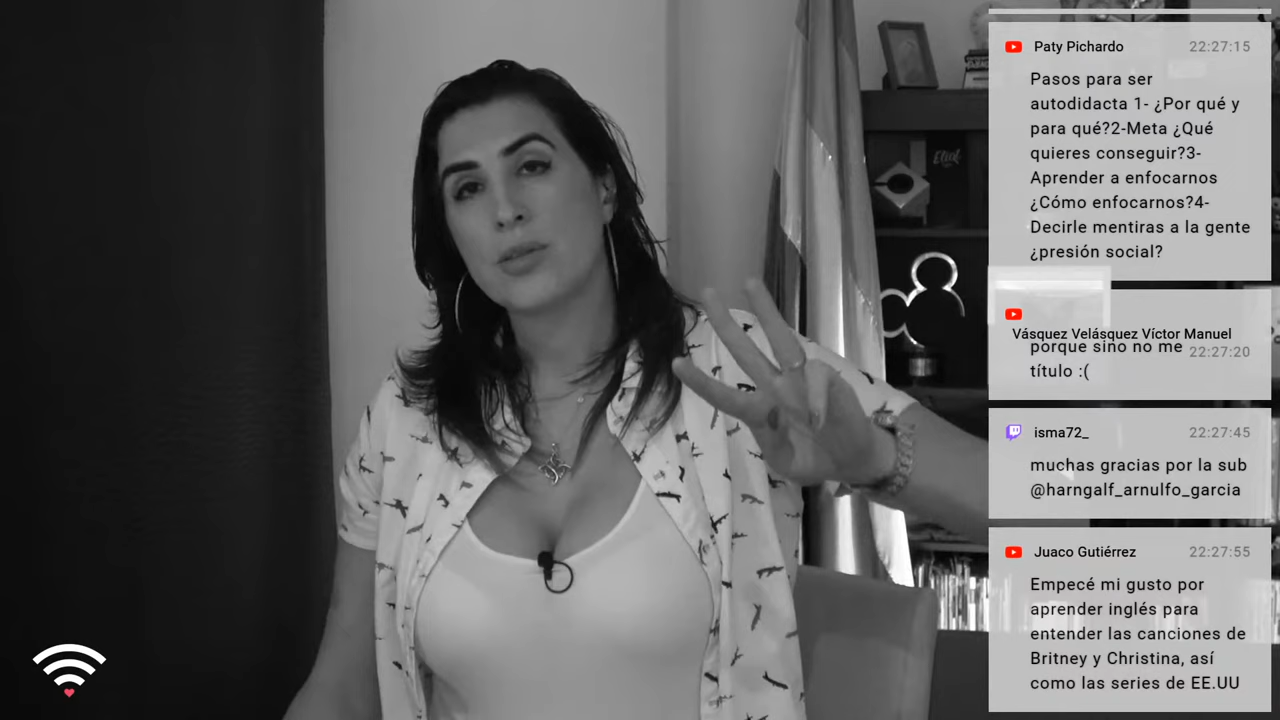 Paty Pichardo 22:27:15
Pasos para ser
autodidacta 1- ¿Por qué y
para qué?2-Meta ¿Qué
quieres conseguir?3-
Aprender a enfocarnos
¿Cómo enfocarnos?4-
Decirle mentiras a la gente
¿presión social?
Vásquez Velásquez Víctor Manuel
porque sino no me 22:27:20
título :(
isma72_ 22:27:45
muchas gracias por la sub
@harngalf_arnulfo_garcia
Juaco Gutiérrez 22:27:55
Empecé mi gusto por
aprender inglés para
entender las canciones de
Britney y Christina, así
como las series de EE.UU